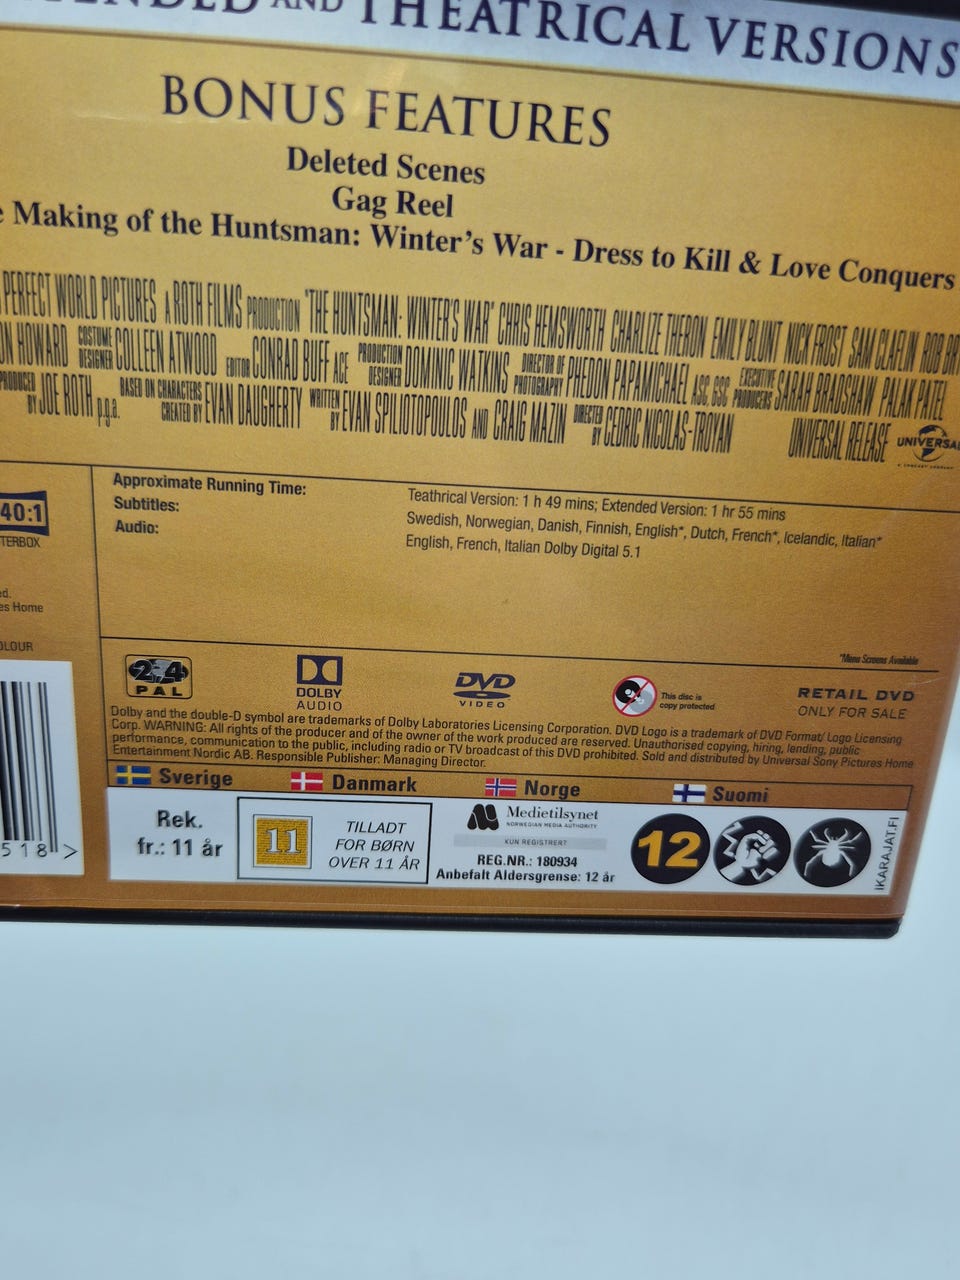 AND THEATRICAL VERSIONS
BONUS FEATURES
Deleted Scenes
Gag Reel
Making of the Huntsman: Winter's War - Dress to Kill & Love Conquers
PERFECT WORLD PICTURES A ROTH FILMS PRODUCTION "THE HUNTSMAN: WINTER'S WAR" CHRIS HEMSWORTH CHARLIZE THERON EMILY BLUNT NICK FROST SAM CLAFLIN ROB
HOWARD COSTUME DESIGNER COLLEEN ATWOOD EDITOR CONRAD BUFF ACE PRODUCTION DESIGNER DOMINIC WATKINS DIRECTOR OF PHOTOGRAPHY PHEDON PAPAMICHAEL ASC, GSC EXECUTIVE PRODUCERS SARAH BRADSHAW PALAK PATEL
PRODUCED BY JOE ROTH p.g.a. BASED ON CHARACTERS CREATED BY EVAN DAUGHERTY WRITTEN BY EVAN SPILIOTOPOULOS AND CRAIG MAZIN DIRECTED BY CEDRIC NICOLAS-TROYAN UNIVERSAL RELEASE UNIVERSAL
40:1
TERBOX
Home
Approximate Running Time: Teathrical Version: 1 h 49 mins; Extended Version: 1 hr 55 mins
Subtitles: Swedish, Norwegian, Danish, Finnish, English*, Dutch, French*, Icelandic, Italian*
Audio: English, French, Italian Dolby Digital 5.1
*Menu Screens Available
2 4 PAL
DOLBY AUDIO
DVD VIDEO
This disc is copy protected
RETAIL DVD
ONLY FOR SALE
Dolby and the double-D symbol are trademarks of Dolby Laboratories Licensing Corporation. DVD Logo is a trademark of DVD Format/ Logo Licensing
Corp. WARNING: All rights of the producer and of the owner of the work produced are reserved. Unauthorised copying, hiring, lending, public
performance, communication to the public, including radio or TV broadcast of this DVD prohibited. Sold and distributed by Universal Sony Pictures Home
Entertainment Nordic AB. Responsible Publisher: Managing Director.
Sverige Danmark Norge Suomi
Rek.
fr.: 11 år
11
TILLADT
FOR BØRN
OVER 11 ÅR
Medietilsynet
NORWEGIAN MEDIA AUTHORITY
KUN REGISTRERT
REG.NR.: 180934
Anbefalt Aldersgrense: 12 år
12
IKARAJAT.FI
518>